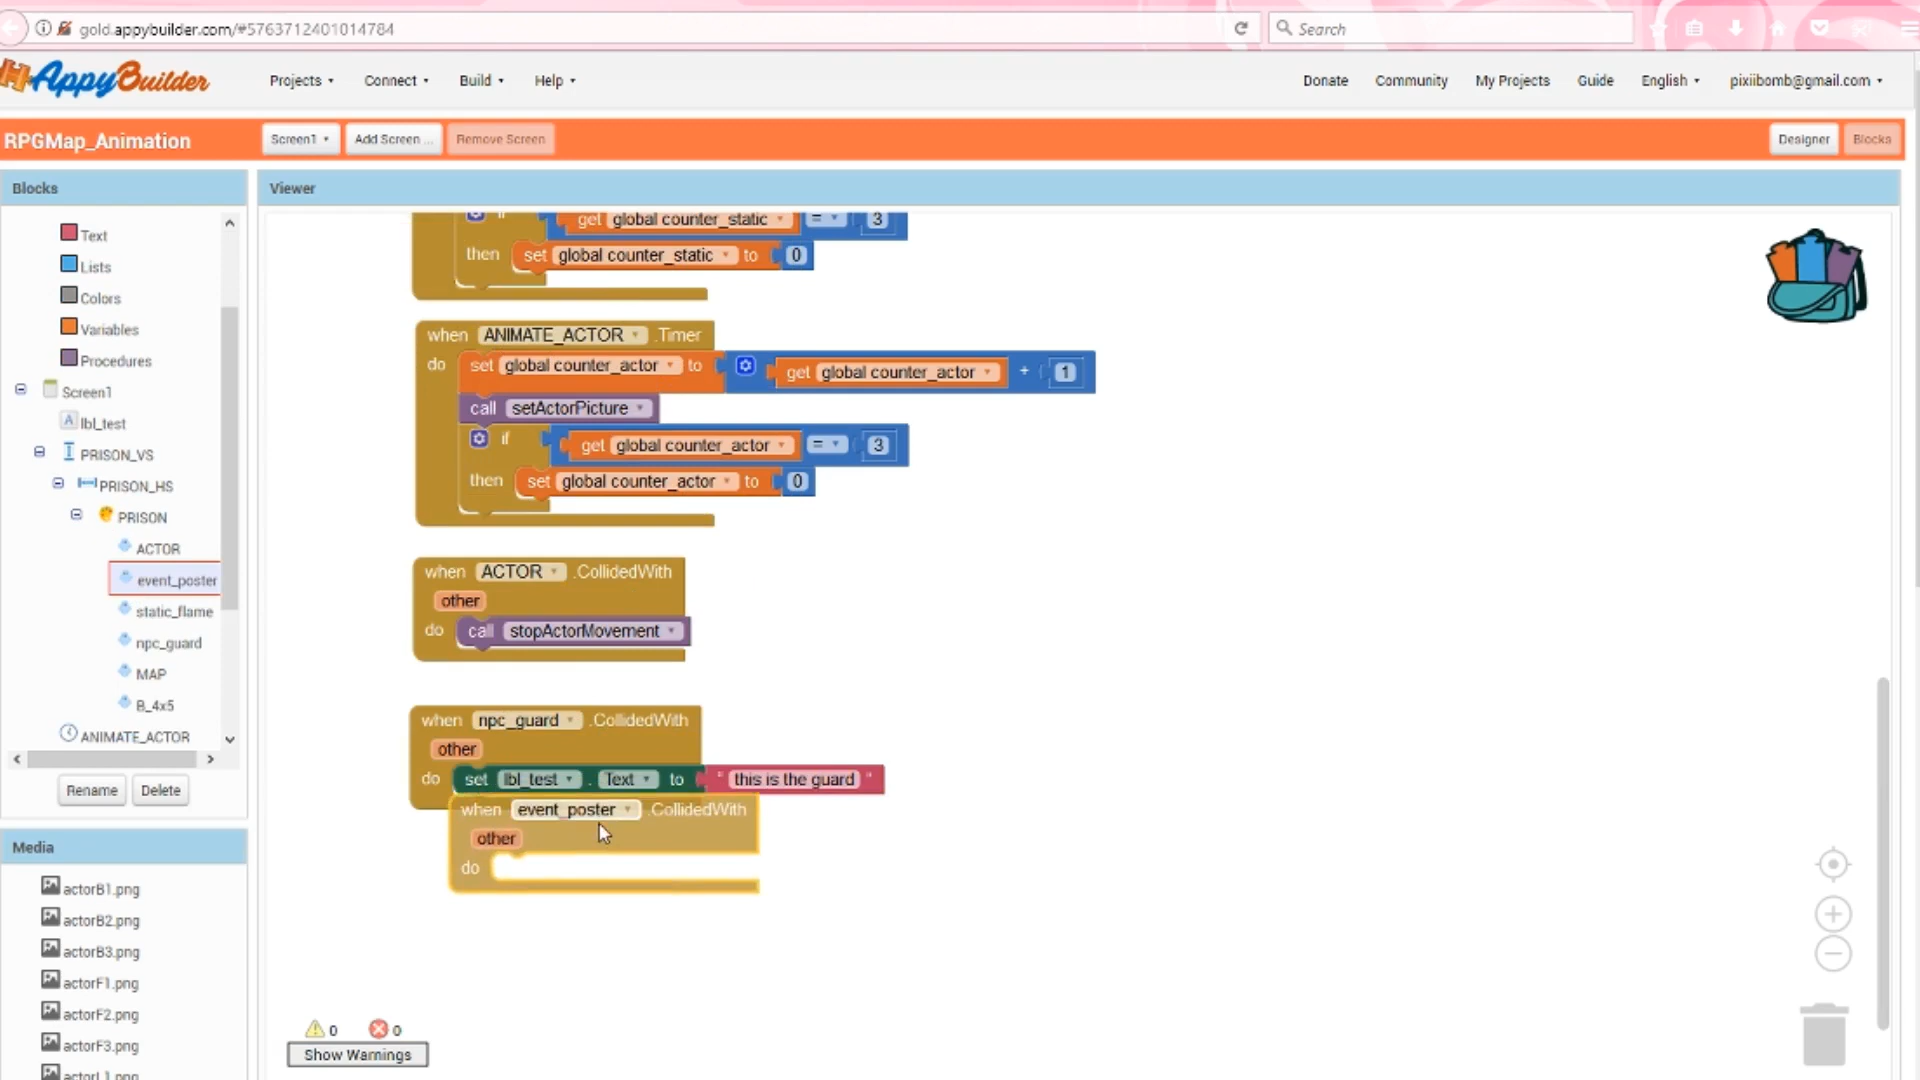 gold.appybuilder.com/#5763712401014784
Search
AppyBuilder
Projects
Connect
Build
Help
Donate
Community
My Projects
Guide
English
pixiibomb@gmail.com
RPGMap_Animation
Screen1
Add Screen ...
Remove Screen
Designer
Blocks
Blocks
Text
Lists
Colors
Variables
Procedures
Screen1
lbl_test
PRISON_VS
PRISON_HS
PRISON
ACTOR
event_poster
static_flame
npc_guard
MAP
B_4x5
ANIMATE_ACTOR
Rename
Delete
Media
actorB1.png
actorB2.png
actorB3.png
actorF1.png
actorF2.png
actorF3.png
actorL1.png
Viewer
if get global counter_static = 3
then set global counter_static to 0
when ANIMATE_ACTOR .Timer
do set global counter_actor to get global counter_actor + 1
call setActorPicture
if get global counter_actor = 3
then set global counter_actor to 0
when ACTOR .CollidedWith
other
do call stopActorMovement
when npc_guard .CollidedWith
other
do set lbl_test . Text to " this is the guard "
when event_poster .CollidedWith
other
do
0 0
Show Warnings